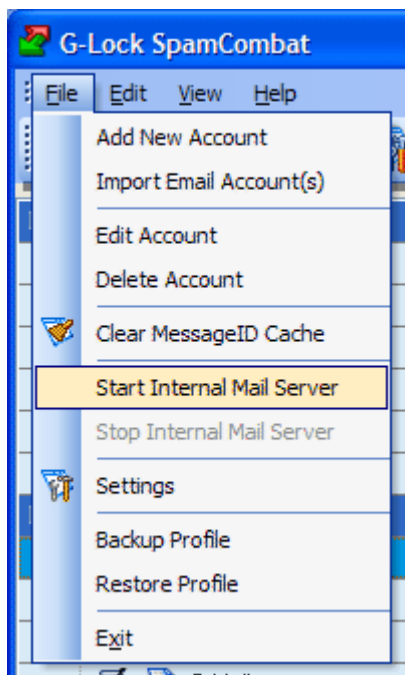 G-Lock SpamCombat
File Edit View Help
Add New Account
Import Email Account(s)
Edit Account
Delete Account
Clear MessageID Cache
Start Internal Mail Server
Stop Internal Mail Server
Settings
Backup Profile
Restore Profile
Exit